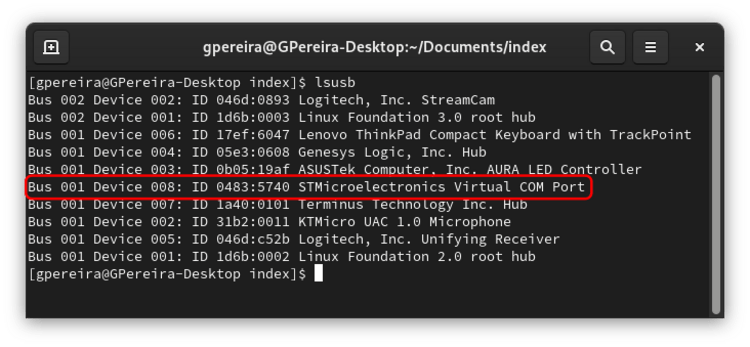 gpereira@GPereira-Desktop:~/Documents/index
[gpereira@GPereira-Desktop index]$ lsusb
Bus 002 Device 002: ID 046d:0893 Logitech, Inc. StreamCam
Bus 002 Device 001: ID 1d6b:0003 Linux Foundation 3.0 root hub
Bus 001 Device 006: ID 17ef:6047 Lenovo ThinkPad Compact Keyboard with TrackPoint
Bus 001 Device 004: ID 05e3:0608 Genesys Logic, Inc. Hub
Bus 001 Device 003: ID 0b05:19af ASUSTek Computer, Inc. AURA LED Controller
Bus 001 Device 008: ID 0483:5740 STMicroelectronics Virtual COM Port
Bus 001 Device 007: ID 1a40:0101 Terminus Technology Inc. Hub
Bus 001 Device 002: ID 31b2:0011 KTMicro UAC 1.0 Microphone
Bus 001 Device 005: ID 046d:c52b Logitech, Inc. Unifying Receiver
Bus 001 Device 001: ID 1d6b:0002 Linux Foundation 2.0 root hub
[gpereira@GPereira-Desktop index]$